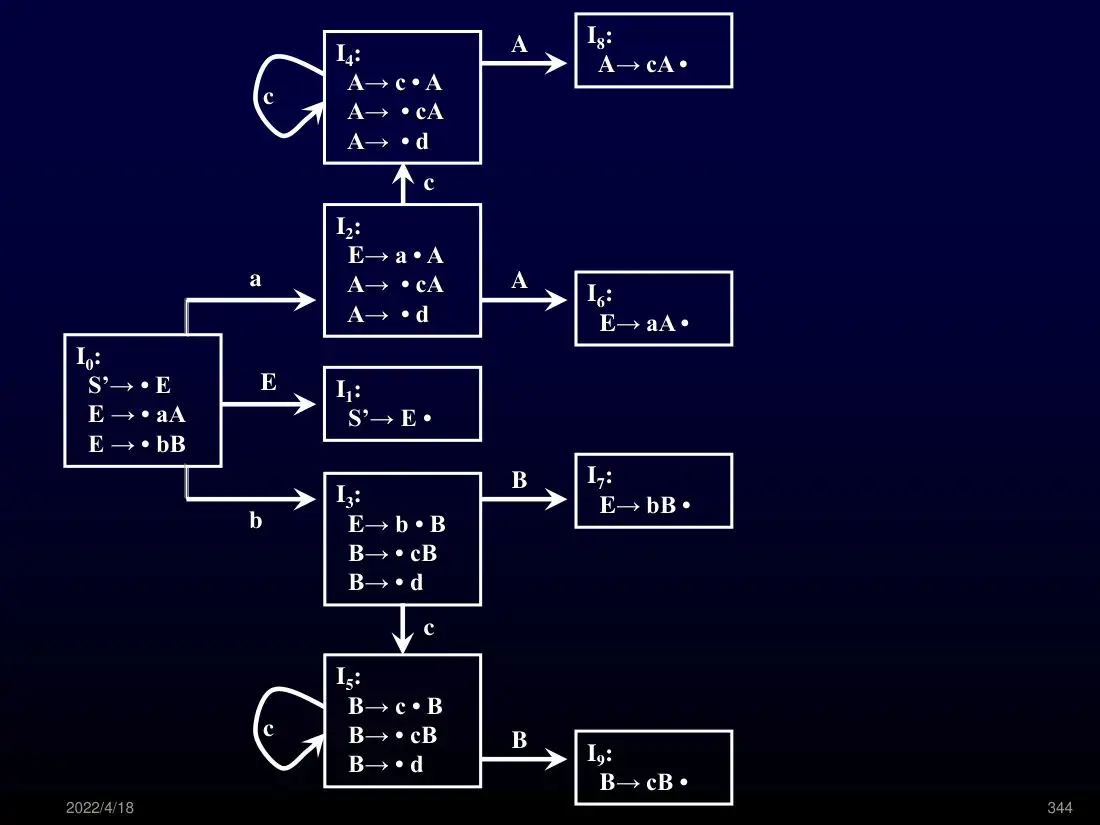 I4:
A→ c • A
A→ • cA
A→ • d
c
A
I8:
A→ cA •
c
I2:
E→ a • A
A→ • cA
A→ • d
a
A
I6:
E→ aA •
I0:
S’→ • E
E → • aA
E → • bB
E
I1:
S’→ E •
b
I3:
E→ b • B
B→ • cB
B→ • d
B
I7:
E→ bB •
c
I5:
B→ c • B
B→ • cB
B→ • d
c
B
I9:
B→ cB •
2022/4/18
344